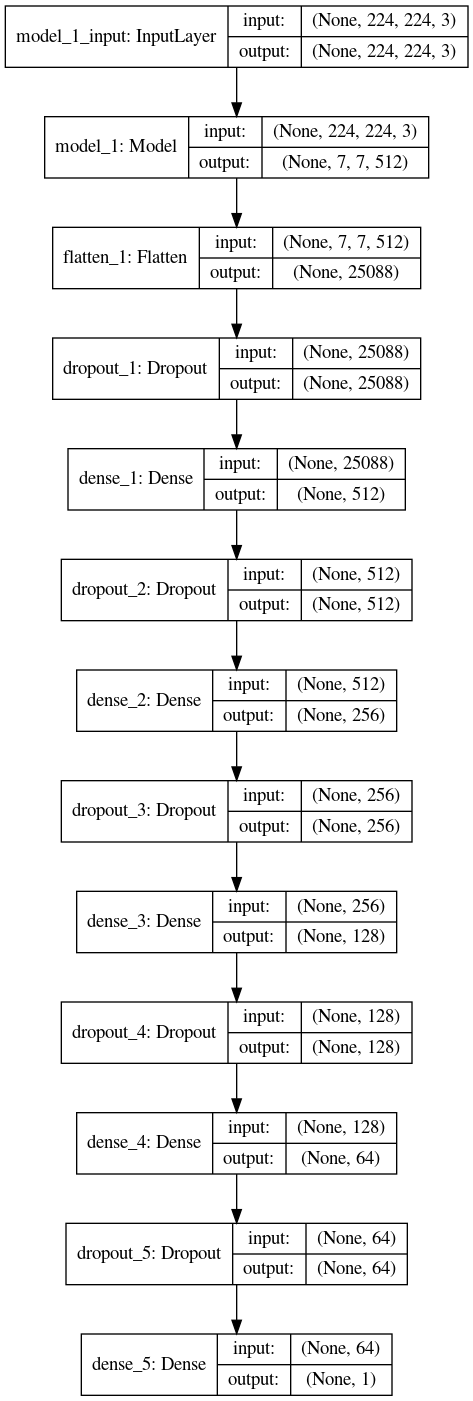 model_1_input: InputLayer
input: (None, 224, 224, 3)
output: (None, 224, 224, 3)
model_1: Model
input: (None, 224, 224, 3)
output: (None, 7, 7, 512)
flatten_1: Flatten
input: (None, 7, 7, 512)
output: (None, 25088)
dropout_1: Dropout
input: (None, 25088)
output: (None, 25088)
dense_1: Dense
input: (None, 25088)
output: (None, 512)
dropout_2: Dropout
input: (None, 512)
output: (None, 512)
dense_2: Dense
input: (None, 512)
output: (None, 256)
dropout_3: Dropout
input: (None, 256)
output: (None, 256)
dense_3: Dense
input: (None, 256)
output: (None, 128)
dropout_4: Dropout
input: (None, 128)
output: (None, 128)
dense_4: Dense
input: (None, 128)
output: (None, 64)
dropout_5: Dropout
input: (None, 64)
output: (None, 64)
dense_5: Dense
input: (None, 64)
output: (None, 1)